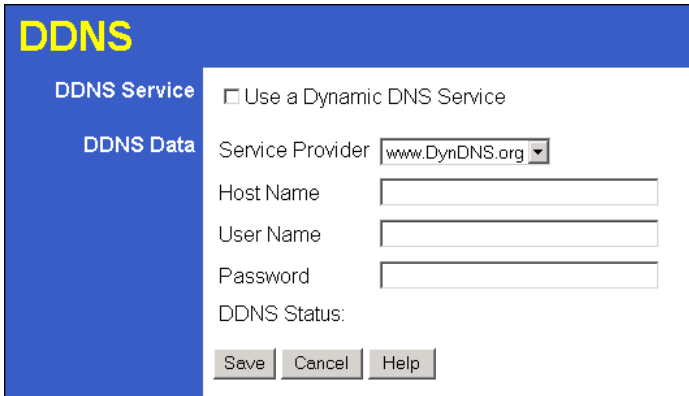 DDNS
DDNS Service
Use a Dynamic DNS Service
DDNS Data
Service Provider www.DynDNS.org
Host Name
User Name
Password
DDNS Status:
Save Cancel Help